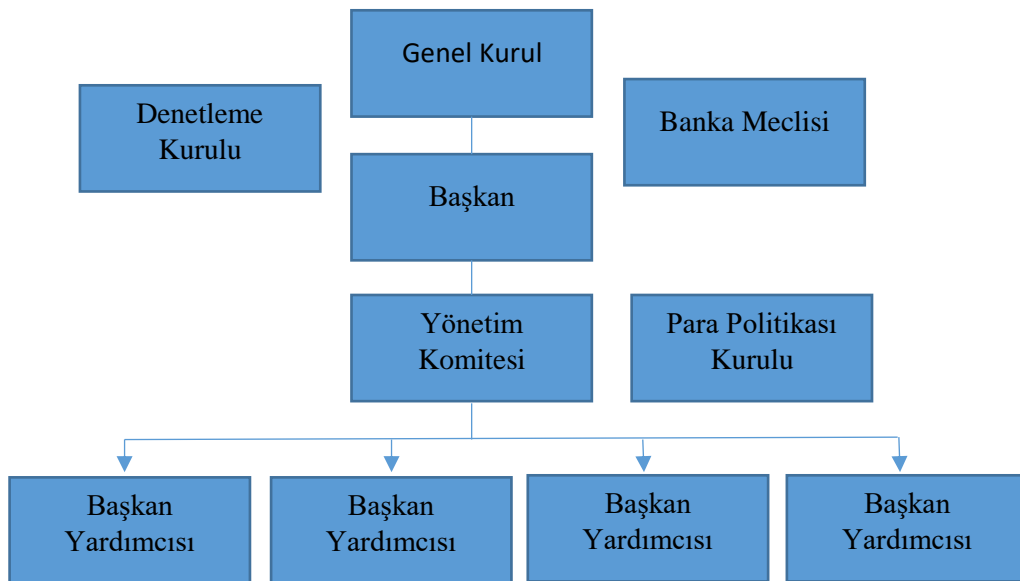 Genel Kurul
Denetleme
Kurulu
Banka Meclisi
Başkan
Yönetim
Komitesi
Para Politikası
Kurulu
Başkan
Yardımcısı
Başkan
Yardımcısı
Başkan
Yardımcısı
Başkan
Yardımcısı